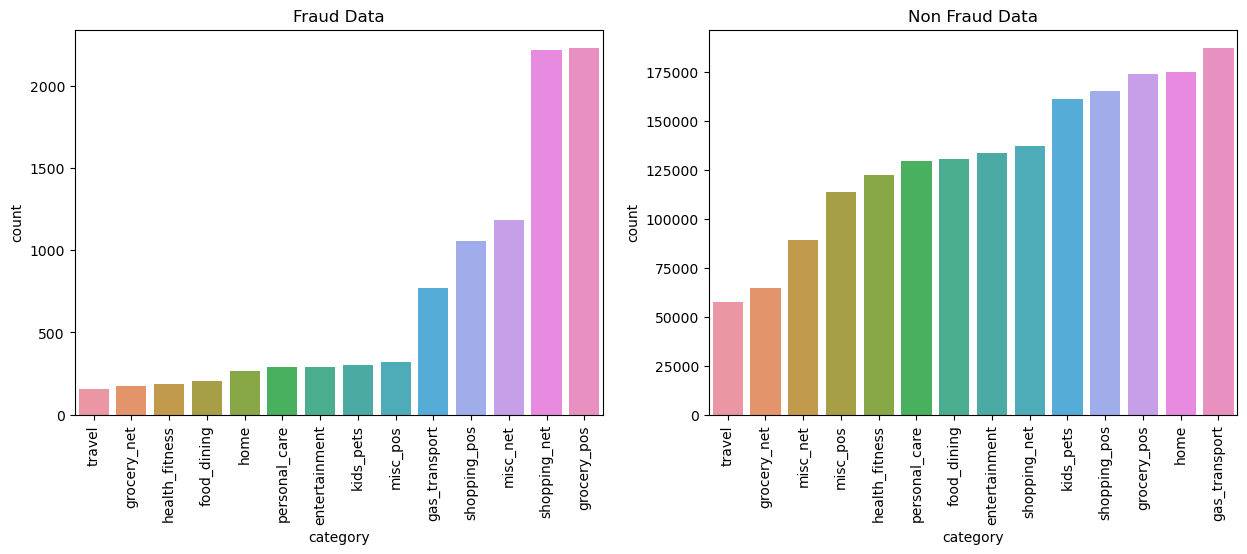 Fraud Data
count
2000
1500
1000
500
0
travel
grocery_net
health_fitness
food_dining
home
personal_care
entertainment
kids_pets
misc_pos
gas_transport
shopping_pos
misc_net
shopping_net
grocery_pos
category
Non Fraud Data
count
175000
150000
125000
100000
75000
50000
25000
0
travel
grocery_net
misc_net
misc_pos
health_fitness
personal_care
food_dining
entertainment
shopping_net
kids_pets
shopping_pos
grocery_pos
home
gas_transport
category